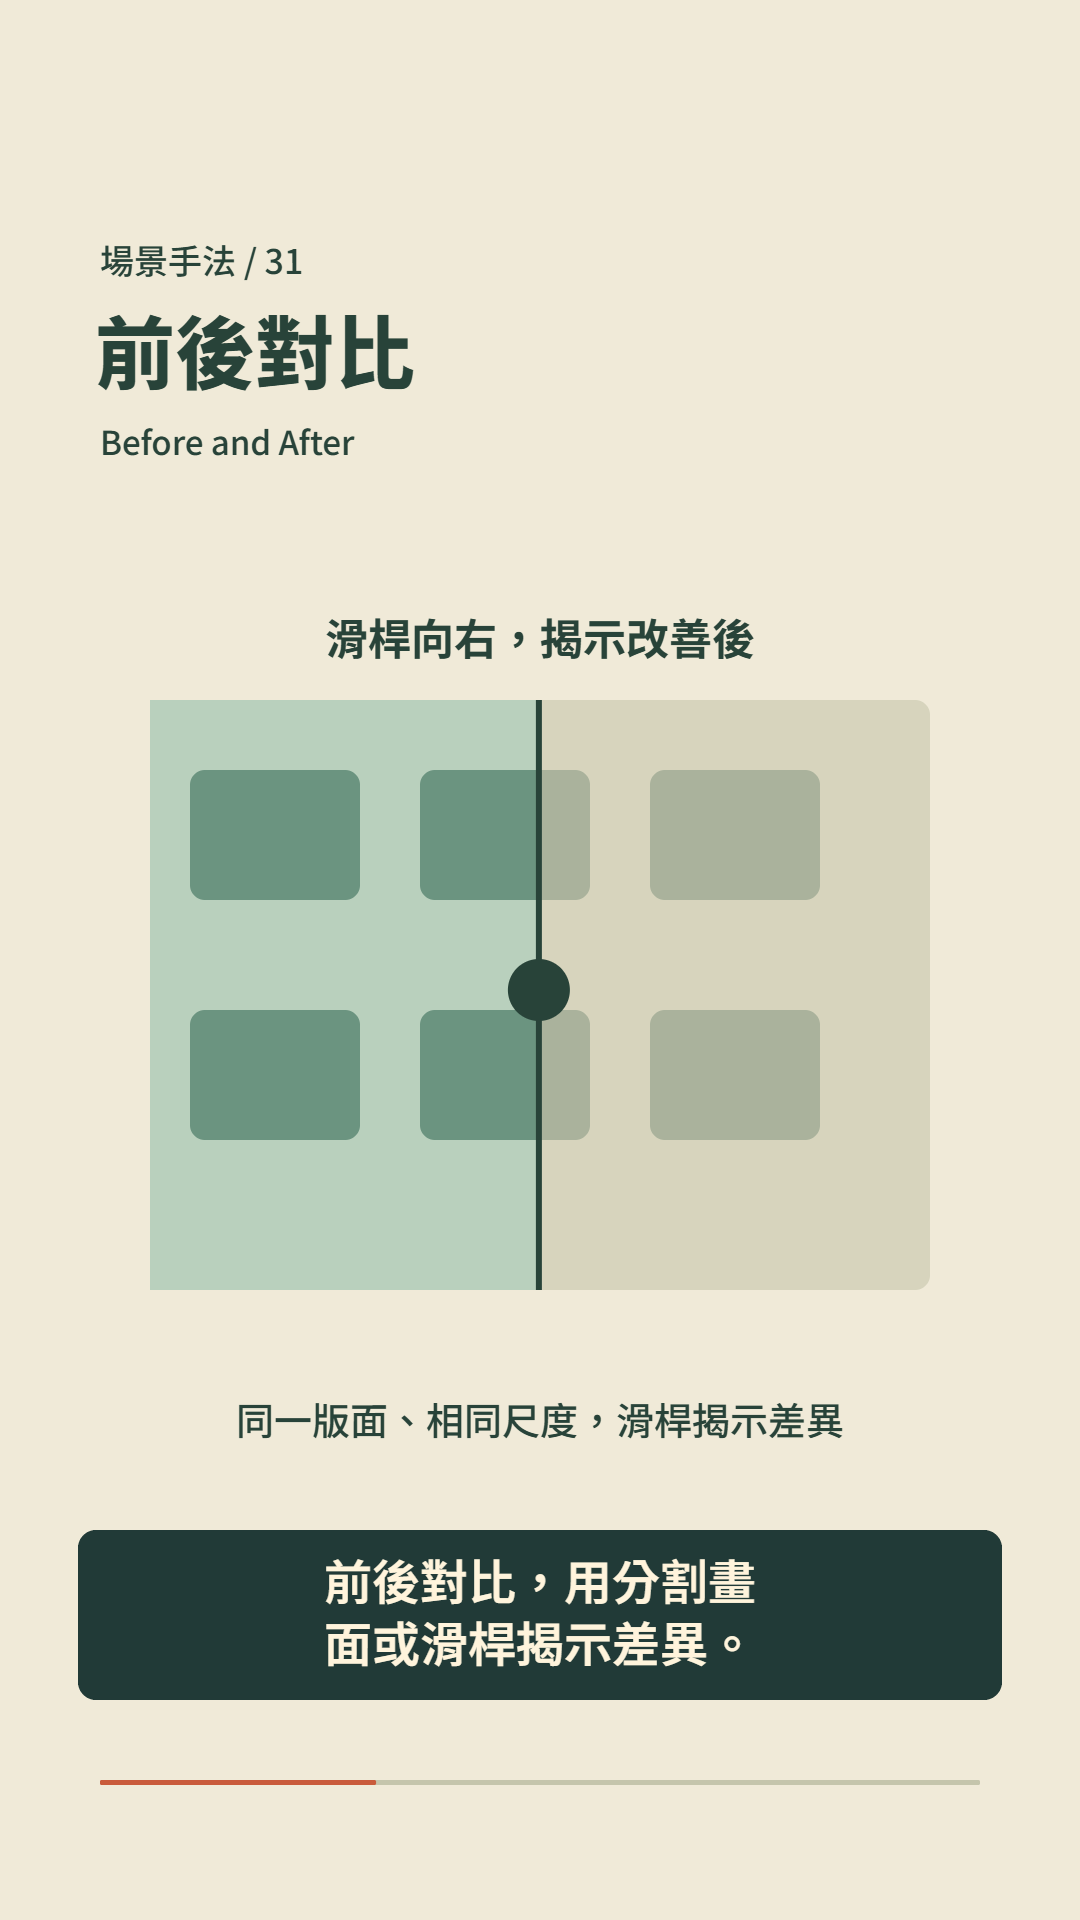 場景手法 / 31
前後對比
Before and After
滑桿向右，揭示改善後
同一版面、相同尺度，滑桿揭示差異
前後對比，用分割畫
面或滑桿揭示差異。